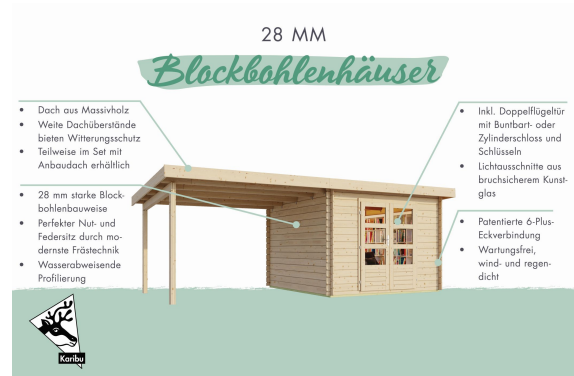 28 MM
Blockbohlenhäuser
• Dach aus Massivholz
• Weite Dachüberstände
bieten Witterungsschutz
• Teilweise im Set mit
Anbaudach erhältlich
• 28 mm starke Block-
bohlenbauweise
• Perfekter Nut- und
Federsitz durch mo-
dernste Frästechnik
• Wasserabweisende
Profilierung
• Inkl. Doppelflügeltür
mit Buntbart- oder
Zylinderschloss und
Schlüsseln
• Lichtausschnitte aus
bruchsicherem Kunst-
glas
• Patentierte 6-Plus-
Eckverbindung
• Wartungsfrei,
wind- und regen-
dicht
Karibu